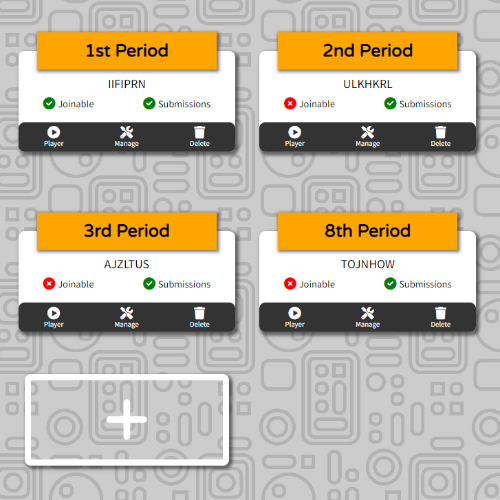 1st Period
IIFIPRN
Joinable Submissions
Player Manage Delete
2nd Period
ULKHKRL
Joinable Submissions
Player Manage Delete
3rd Period
AJZLTUS
Joinable Submissions
Player Manage Delete
8th Period
TOJNHOW
Joinable Submissions
Player Manage Delete